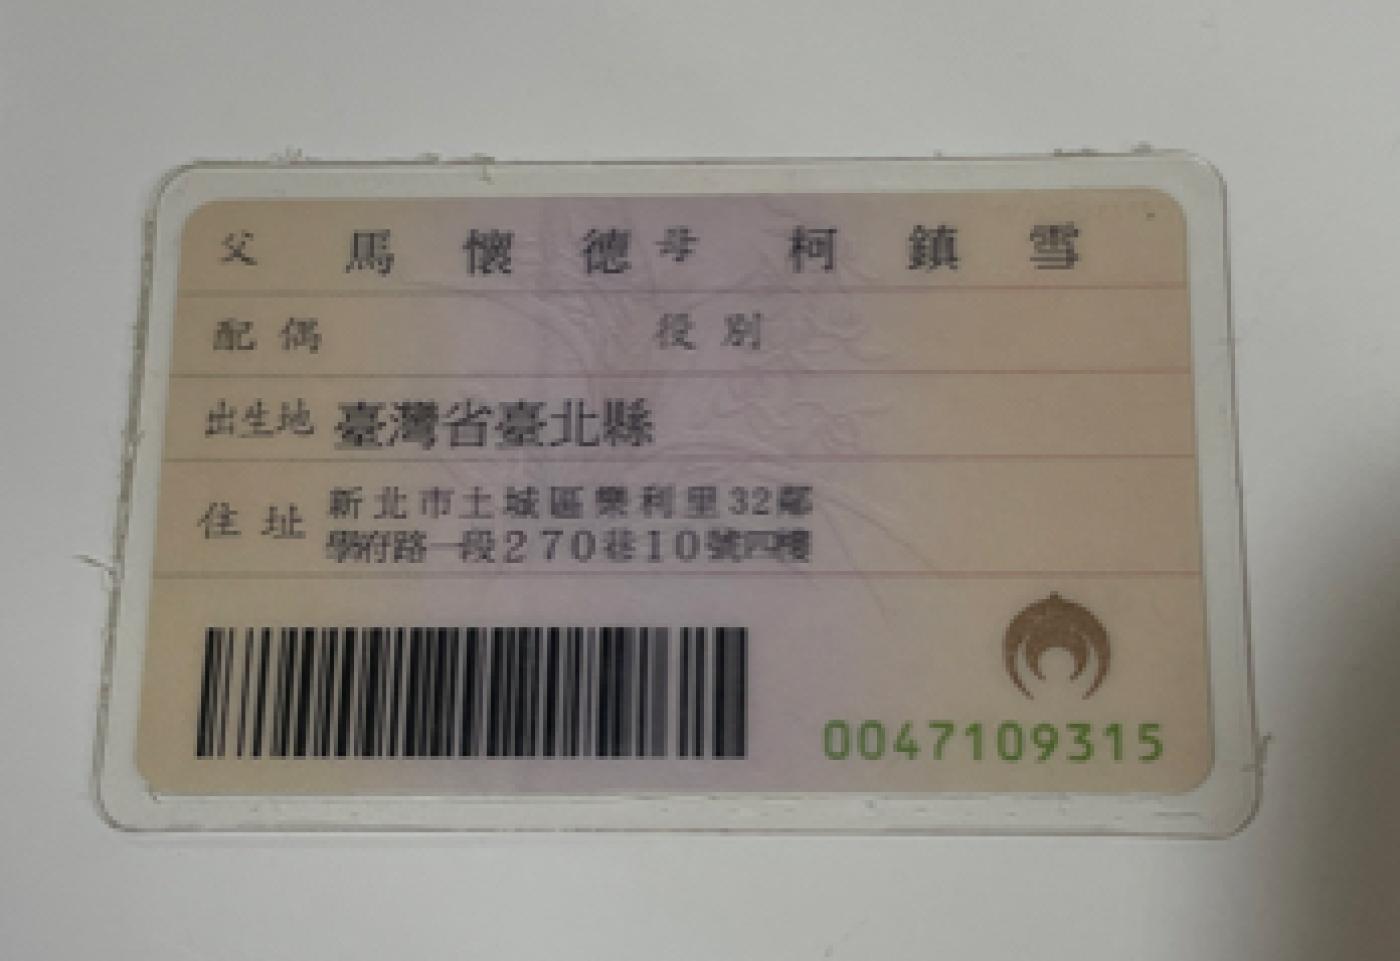 父 馬懷德 母 柯鎮雪
配偶 役別
出生地 臺灣省臺北縣
住址 新北市土城區樂利里32鄰
學府路一段270巷10號四樓
0047109315